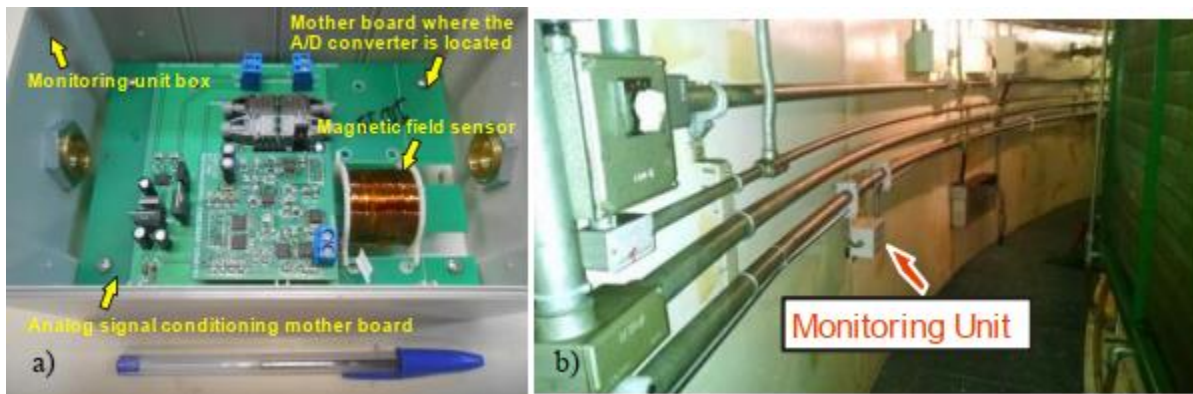 Mother board where the
A/D converter is located
Monitoring-unit box
Magnetic field sensor
Analog signal conditioning mother board
a)
Monitoring Unit
b)